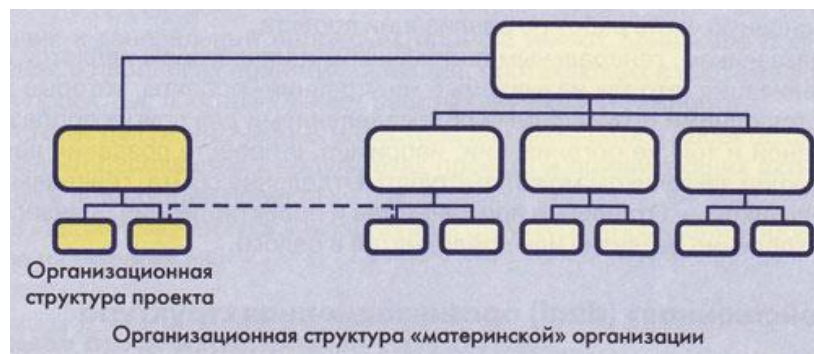 Организационная
структура проекта
Организационная структура «материнской» организации